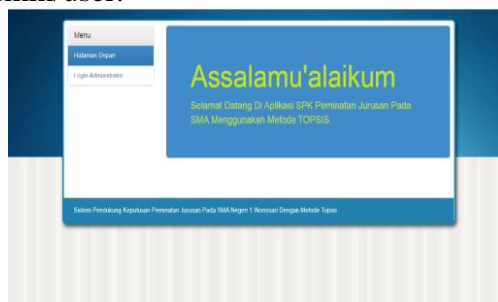 Menu
Halaman Depan
Login Administrator
Assalamu'alaikum
Selamat Datang Di Aplikasi SPK Peminatan Jurusan Pada
SMA Menggunakan Metode TOPSIS.
Sistem Pendukung Keputusan Peminatan Jurusan Pada SMA Negeri 1 Wonosari Dengan Metode Topsis